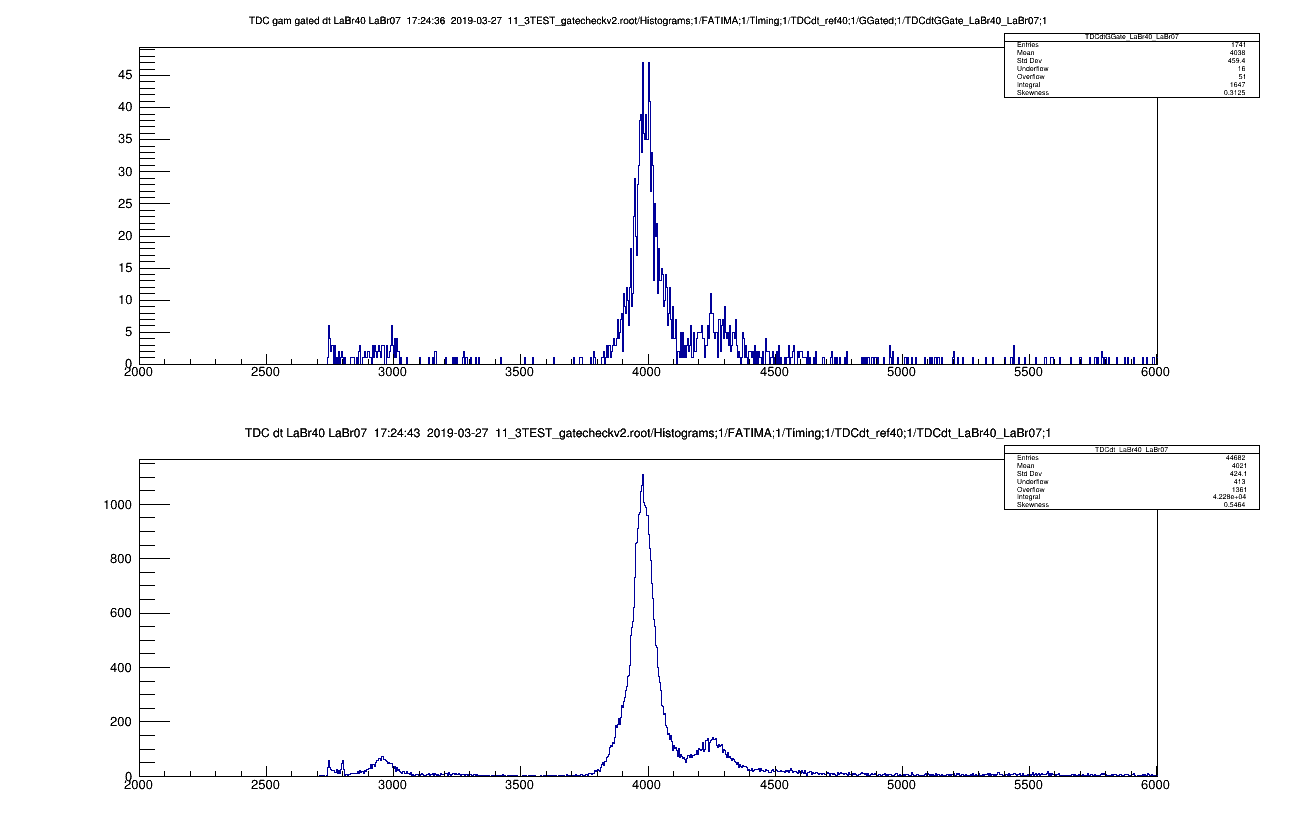 TDC gam gated dt LaBr40 LaBr07 17:24:36 2019-03-27 11_3TEST_gatecheckv2.root/Histograms;1/FATIMA;1/Timing;1/TDCdt_ref40;1/GGated;1/TDCdtGGate_LaBr40_LaBr07;1
TDCdtGGate_LaBr40_LaBr07
Entries 1741
Mean 4038
Std Dev 459.4
Underflow 16
Overflow 51
Integral 1647
Skewness 0.3125
45
40
35
30
25
20
15
10
5
0
2000 2500 3000 3500 4000 4500 5000 5500 6000
TDC dt LaBr40 LaBr07 17:24:43 2019-03-27 11_3TEST_gatecheckv2.root/Histograms;1/FATIMA;1/Timing;1/TDCdt_ref40;1/TDCdt_LaBr40_LaBr07;1
TDCdt_LaBr40_LaBr07
Entries 44682
Mean 4021
Std Dev 424.1
Underflow 413
Overflow 1361
Integral 4.228e+04
Skewness 0.5464
1000
800
600
400
200
0
2000 2500 3000 3500 4000 4500 5000 5500 6000